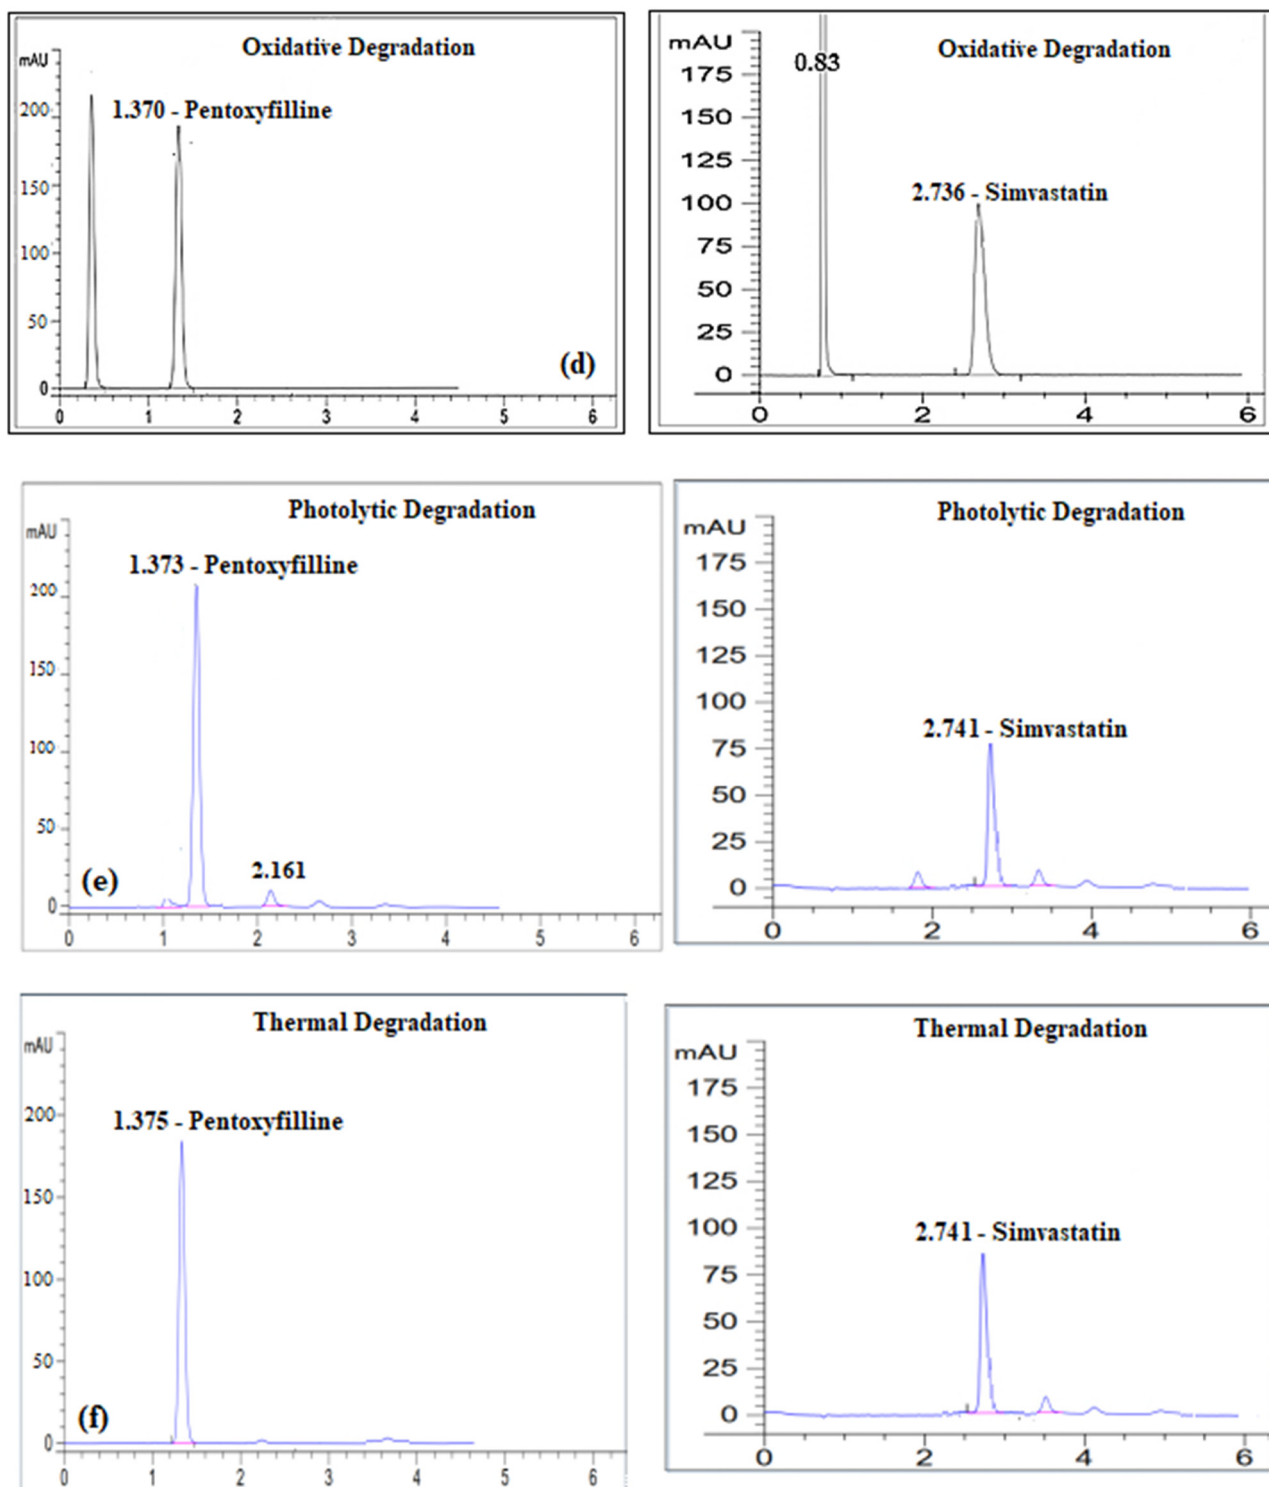 Oxidative Degradation
mAU
1.370 - Pentoxyfilline
200
150
100
50
0
(d)
0 1 2 3 4 5 6
Oxidative Degradation
mAU
0.83
175
150
125
2.736 - Simvastatin
100
75
50
25
0
0 2 4 6
Photolytic Degradation
mAU
1.373 - Pentoxyfilline
200
150
100
50
2.161
(e)
0
0 1 2 3 4 5 6
Photolytic Degradation
mAU
175
150
125
100
2.741 - Simvastatin
75
50
25
0
0 2 4 6
Thermal Degradation
mAU
1.375 - Pentoxyfilline
200
150
100
50
(f)
0
0 1 2 3 4 5 6
Thermal Degradation
mAU
175
150
125
100
2.741 - Simvastatin
75
50
25
0
0 2 4 6